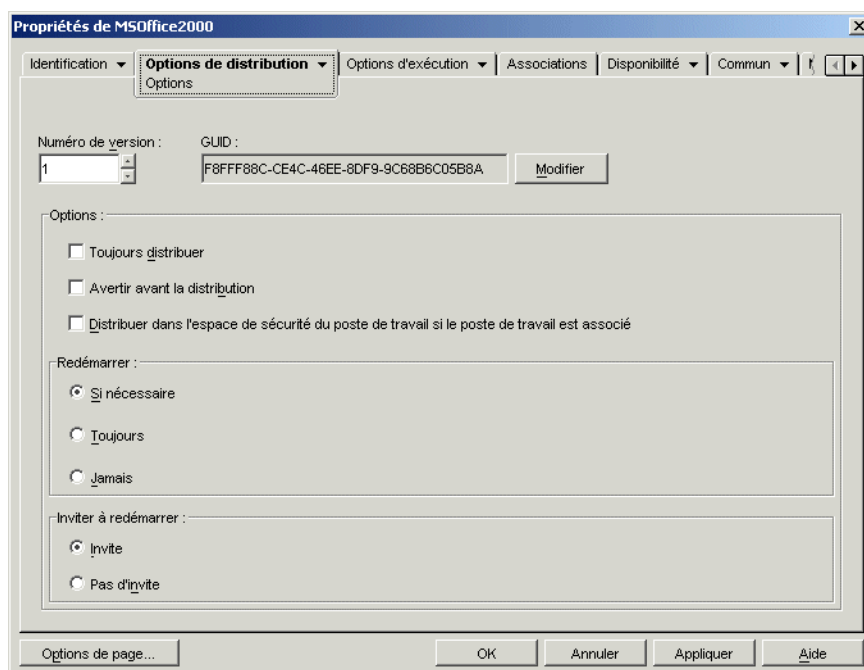 Propriétés de MSOffice2000
Identification Options de distribution Options d'exécution Associations Disponibilité Commun
Options
Numéro de version : GUID :
1 F8FFF88C-CE4C-46EE-8DF9-9C68B6C05B8A Modifier
Options :
Toujours distribuer
Avertir avant la distribution
Distribuer dans l'espace de sécurité du poste de travail si le poste de travail est associé
Redémarrer :
Si nécessaire
Toujours
Jamais
Inviter à redémarrer :
Invite
Pas d'invite
Options de page... OK Annuler Appliquer Aide